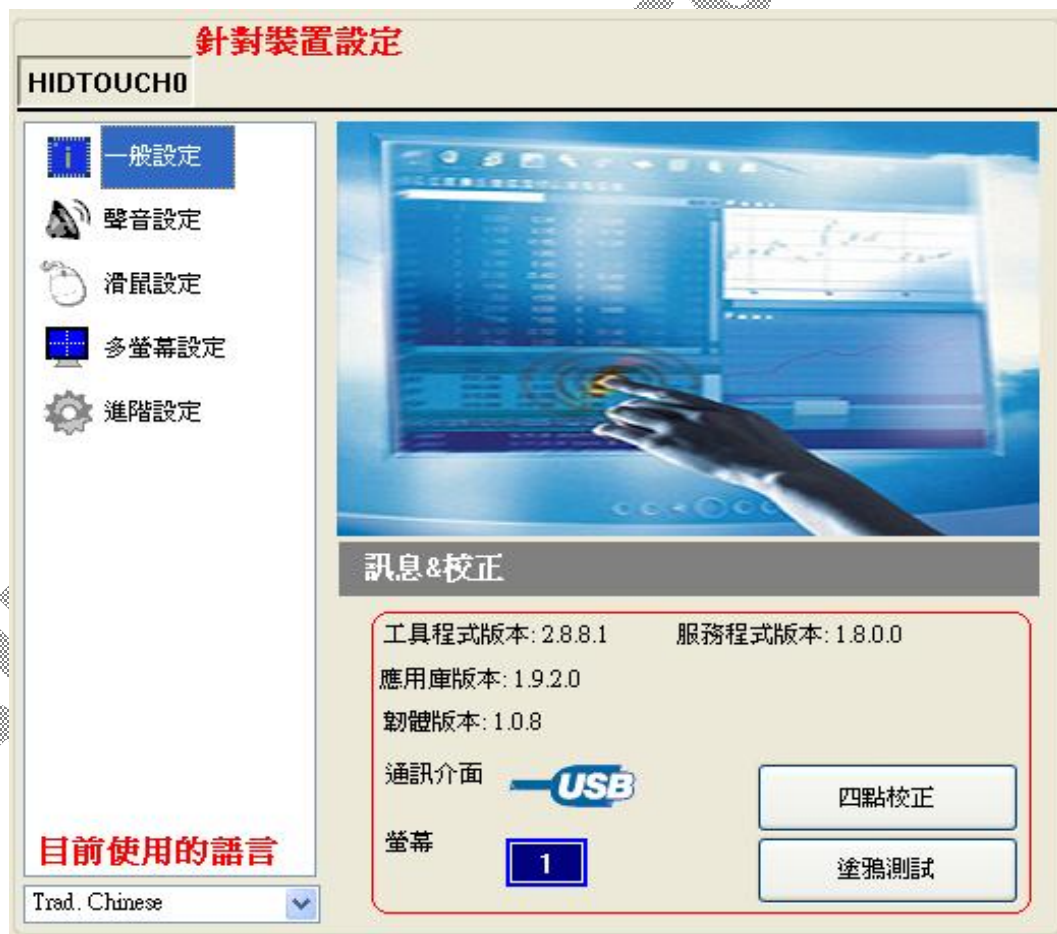 針對裝置設定
HIDTOUCH0
一般設定
聲音設定
滑鼠設定
多螢幕設定
進階設定
訊息&校正
工具程式版本: 2.8.8.1 服務程式版本: 1.8.0.0
應用庫版本: 1.9.2.0
韌體版本: 1.0.8
通訊介面 USB
四點校正
螢幕 1
塗鴉測試
目前使用的語言
Trad. Chinese